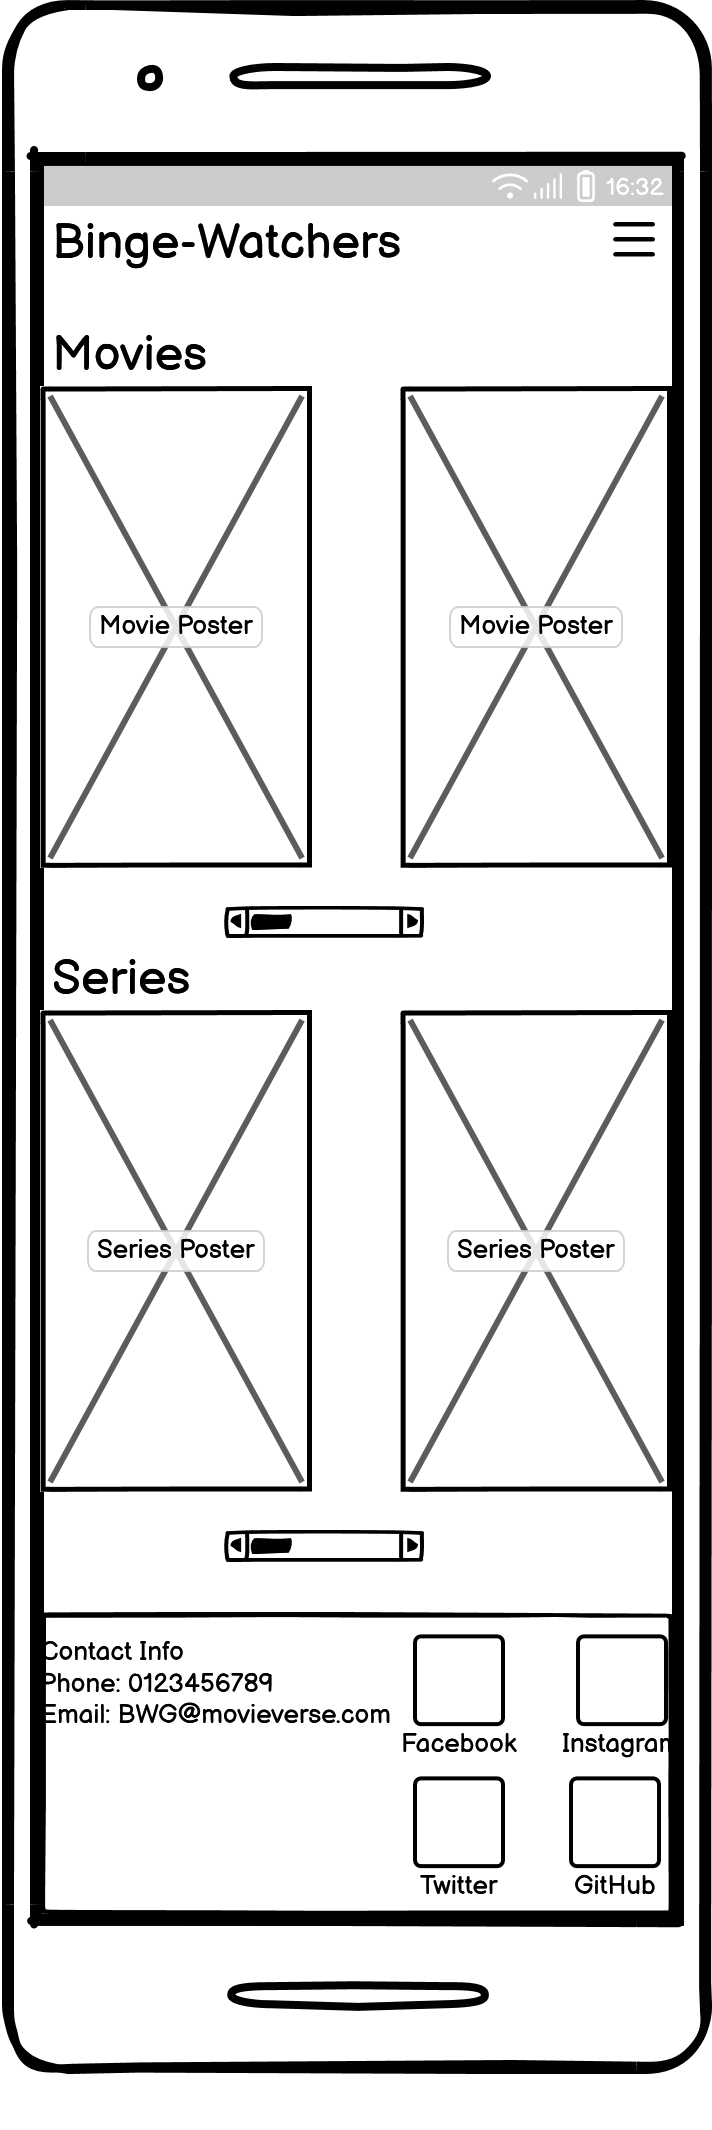 16:32
Binge-Watchers
Movies
Movie Poster
Movie Poster
Series
Series Poster
Series Poster
Contact Info
Phone: 0123456789
Email: BWG@movieverse.com
Facebook
Instagram
Twitter
GitHub